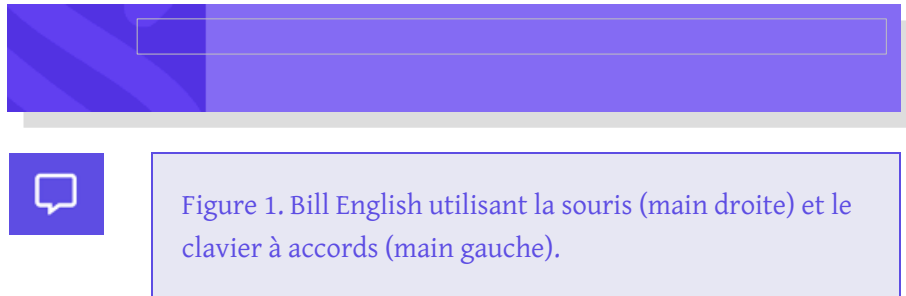 Figure 1. Bill English utilisant la souris (main droite) et le
clavier à accords (main gauche).